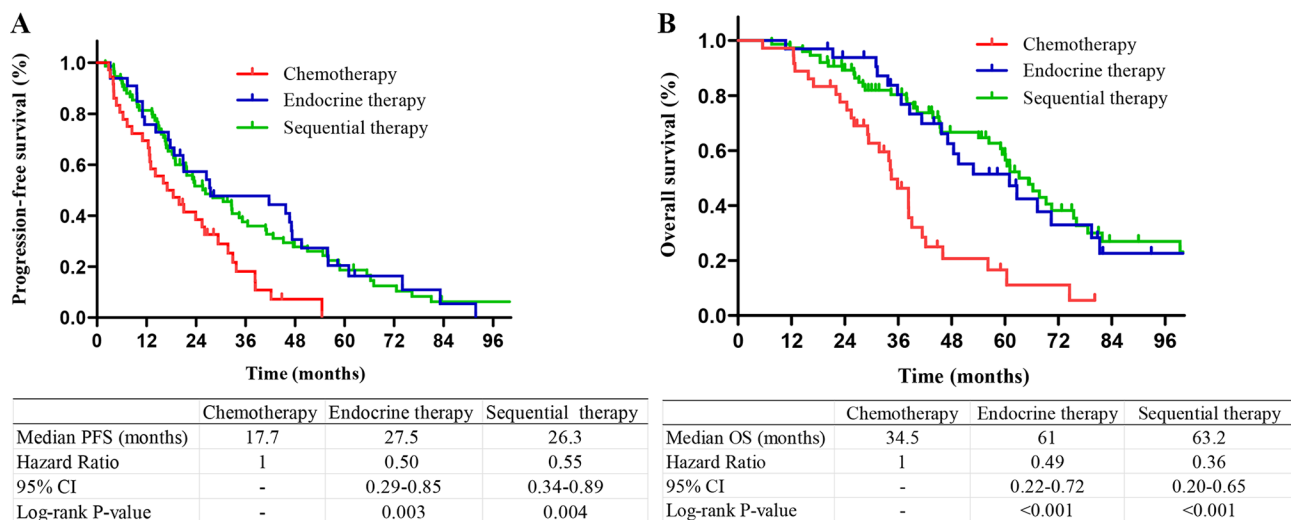 A
Progression-free survival (%)
1.0
0.8
0.6
0.4
0.2
0.0
0 12 24 36 48 60 72 84 96
Time (months)
Chemotherapy
Endocrine therapy
Sequential therapy
Chemotherapy Endocrine therapy Sequential therapy
Median PFS (months) 17.7 27.5 26.3
Hazard Ratio 1 0.50 0.55
95% CI - 0.29-0.85 0.34-0.89
Log-rank P-value - 0.003 0.004
B
Overall survival (%)
1.0
0.8
0.6
0.4
0.2
0.0
0 12 24 36 48 60 72 84 96
Time (months)
Chemotherapy
Endocrine therapy
Sequential therapy
Chemotherapy Endocrine therapy Sequential therapy
Median OS (months) 34.5 61 63.2
Hazard Ratio 1 0.49 0.36
95% CI - 0.22-0.72 0.20-0.65
Log-rank P-value - <0.001 <0.001